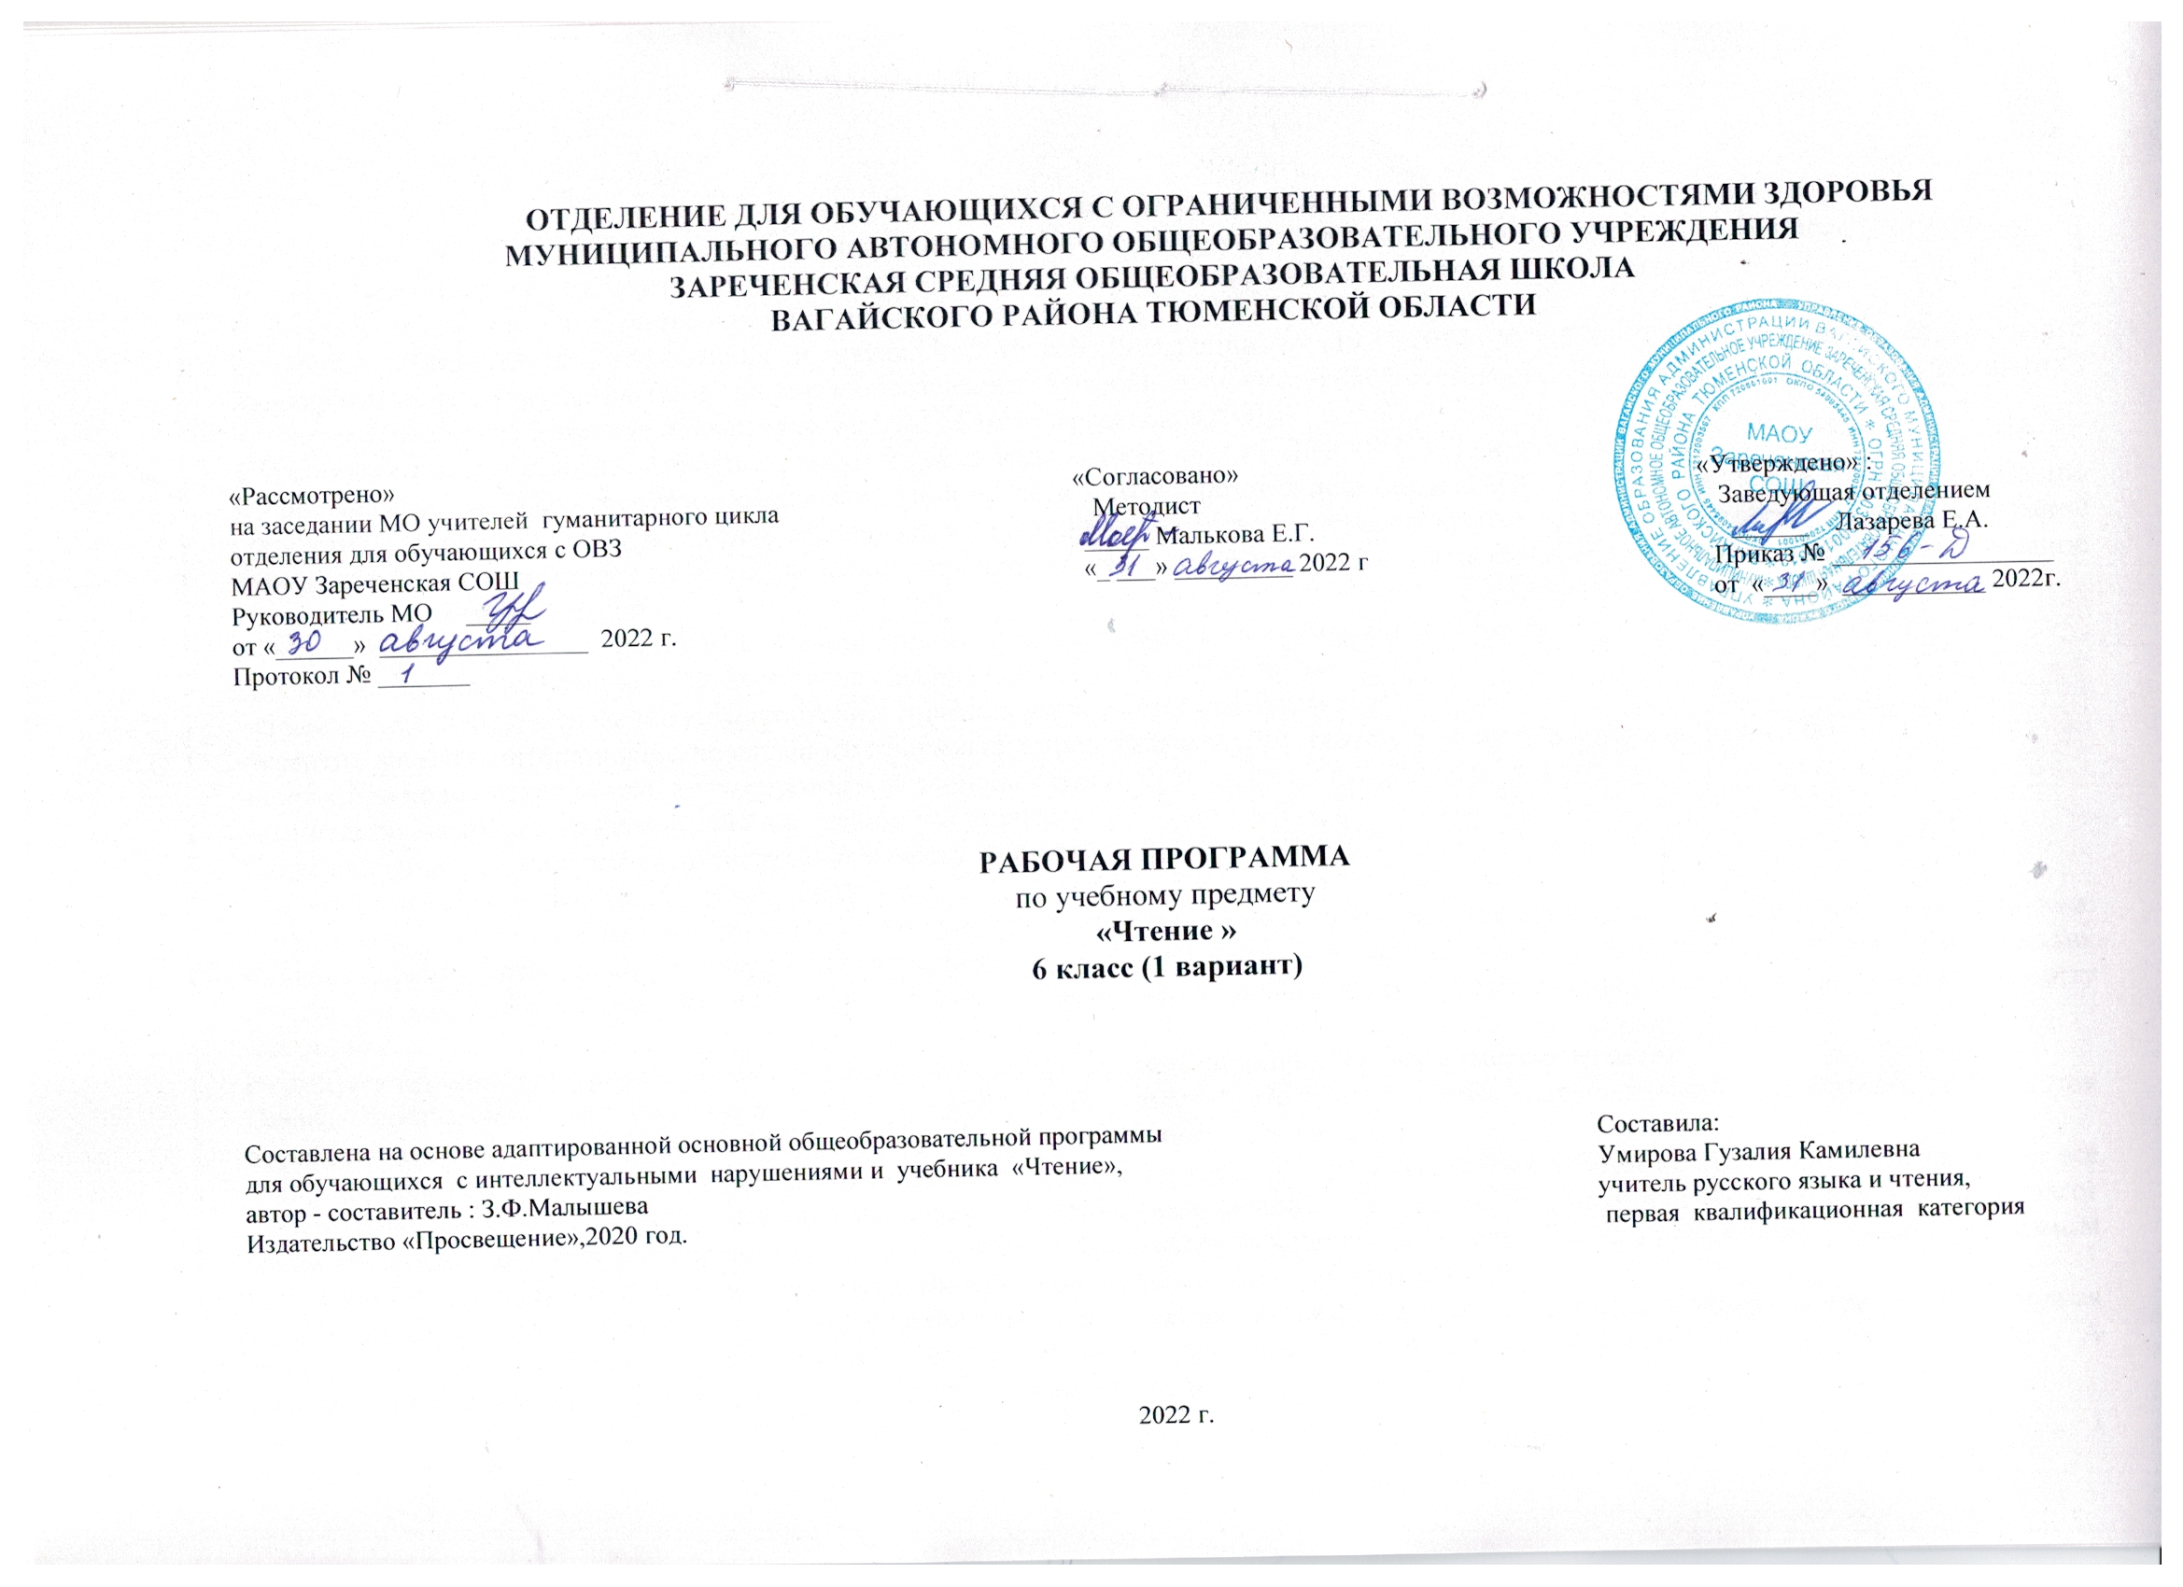 ОТДЕЛЕНИЕ ДЛЯ ОБУЧАЮЩИХСЯ С ОГРАНИЧЕННЫМИ ВОЗМОЖНОСТЯМИ ЗДОРОВЬЯ
МУНИЦИПАЛЬНОГО АВТОНОМНОГО ОБЩЕОБРАЗОВАТЕЛЬНОГО УЧРЕЖДЕНИЯ
ЗАРЕЧЕНСКАЯ СРЕДНЯЯ ОБЩЕОБРАЗОВАТЕЛЬНАЯ ШКОЛА
ВАГАЙСКОГО РАЙОНА ТЮМЕНСКОЙ ОБЛАСТИ
«Рассмотрено»
на заседании МО учителей гуманитарного цикла
отделения для обучающихся с ОВЗ
МАОУ Зареченская СОШ
Руководитель МО
от « 30 » августа 2022 г.
Протокол № 1
«Согласовано»
Методист
Малькова Е.Г.
« 31 » августа 2022 г
МАОУ
Зареченская
СОШ
«Утверждено» :
Заведующая отделением
Лазарева Е.А.
Приказ № 156-Д
от « 31 » августа 2022г.
РАБОЧАЯ ПРОГРАММА
по учебному предмету
«Чтение »
6 класс (1 вариант)
Составлена на основе адаптированной основной общеобразовательной программы
для обучающихся с интеллектуальными нарушениями и учебника «Чтение»,
автор - составитель : З.Ф.Малышева
Издательство «Просвещение»,2020 год.
Составила:
Умирова Гузалия Камилевна
учитель русского языка и чтения,
первая квалификационная категория
2022 г.